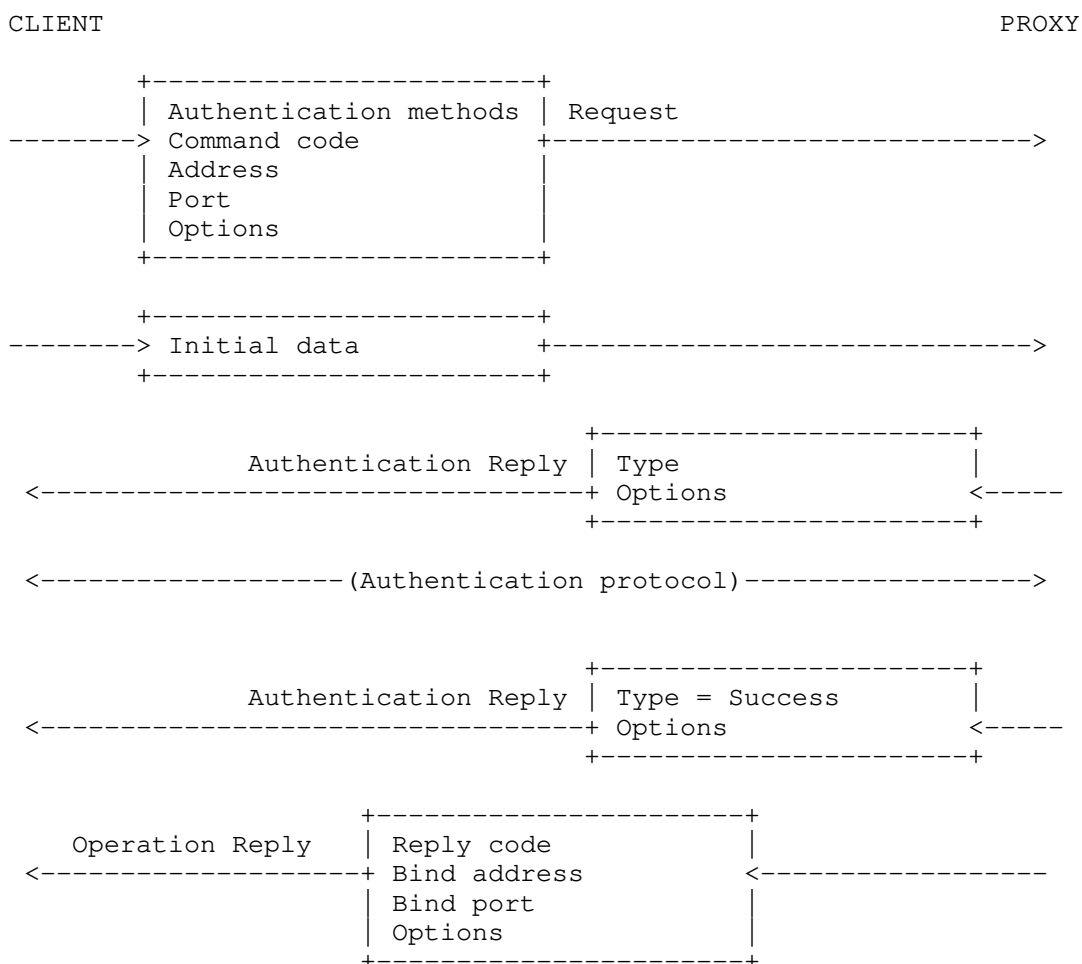 CLIENT PROXY
Authentication methods Request
Command code
Address
Port
Options
Initial data
Authentication Reply Type
Options
(Authentication protocol)
Authentication Reply Type = Success
Options
Operation Reply Reply code
Bind address
Bind port
Options